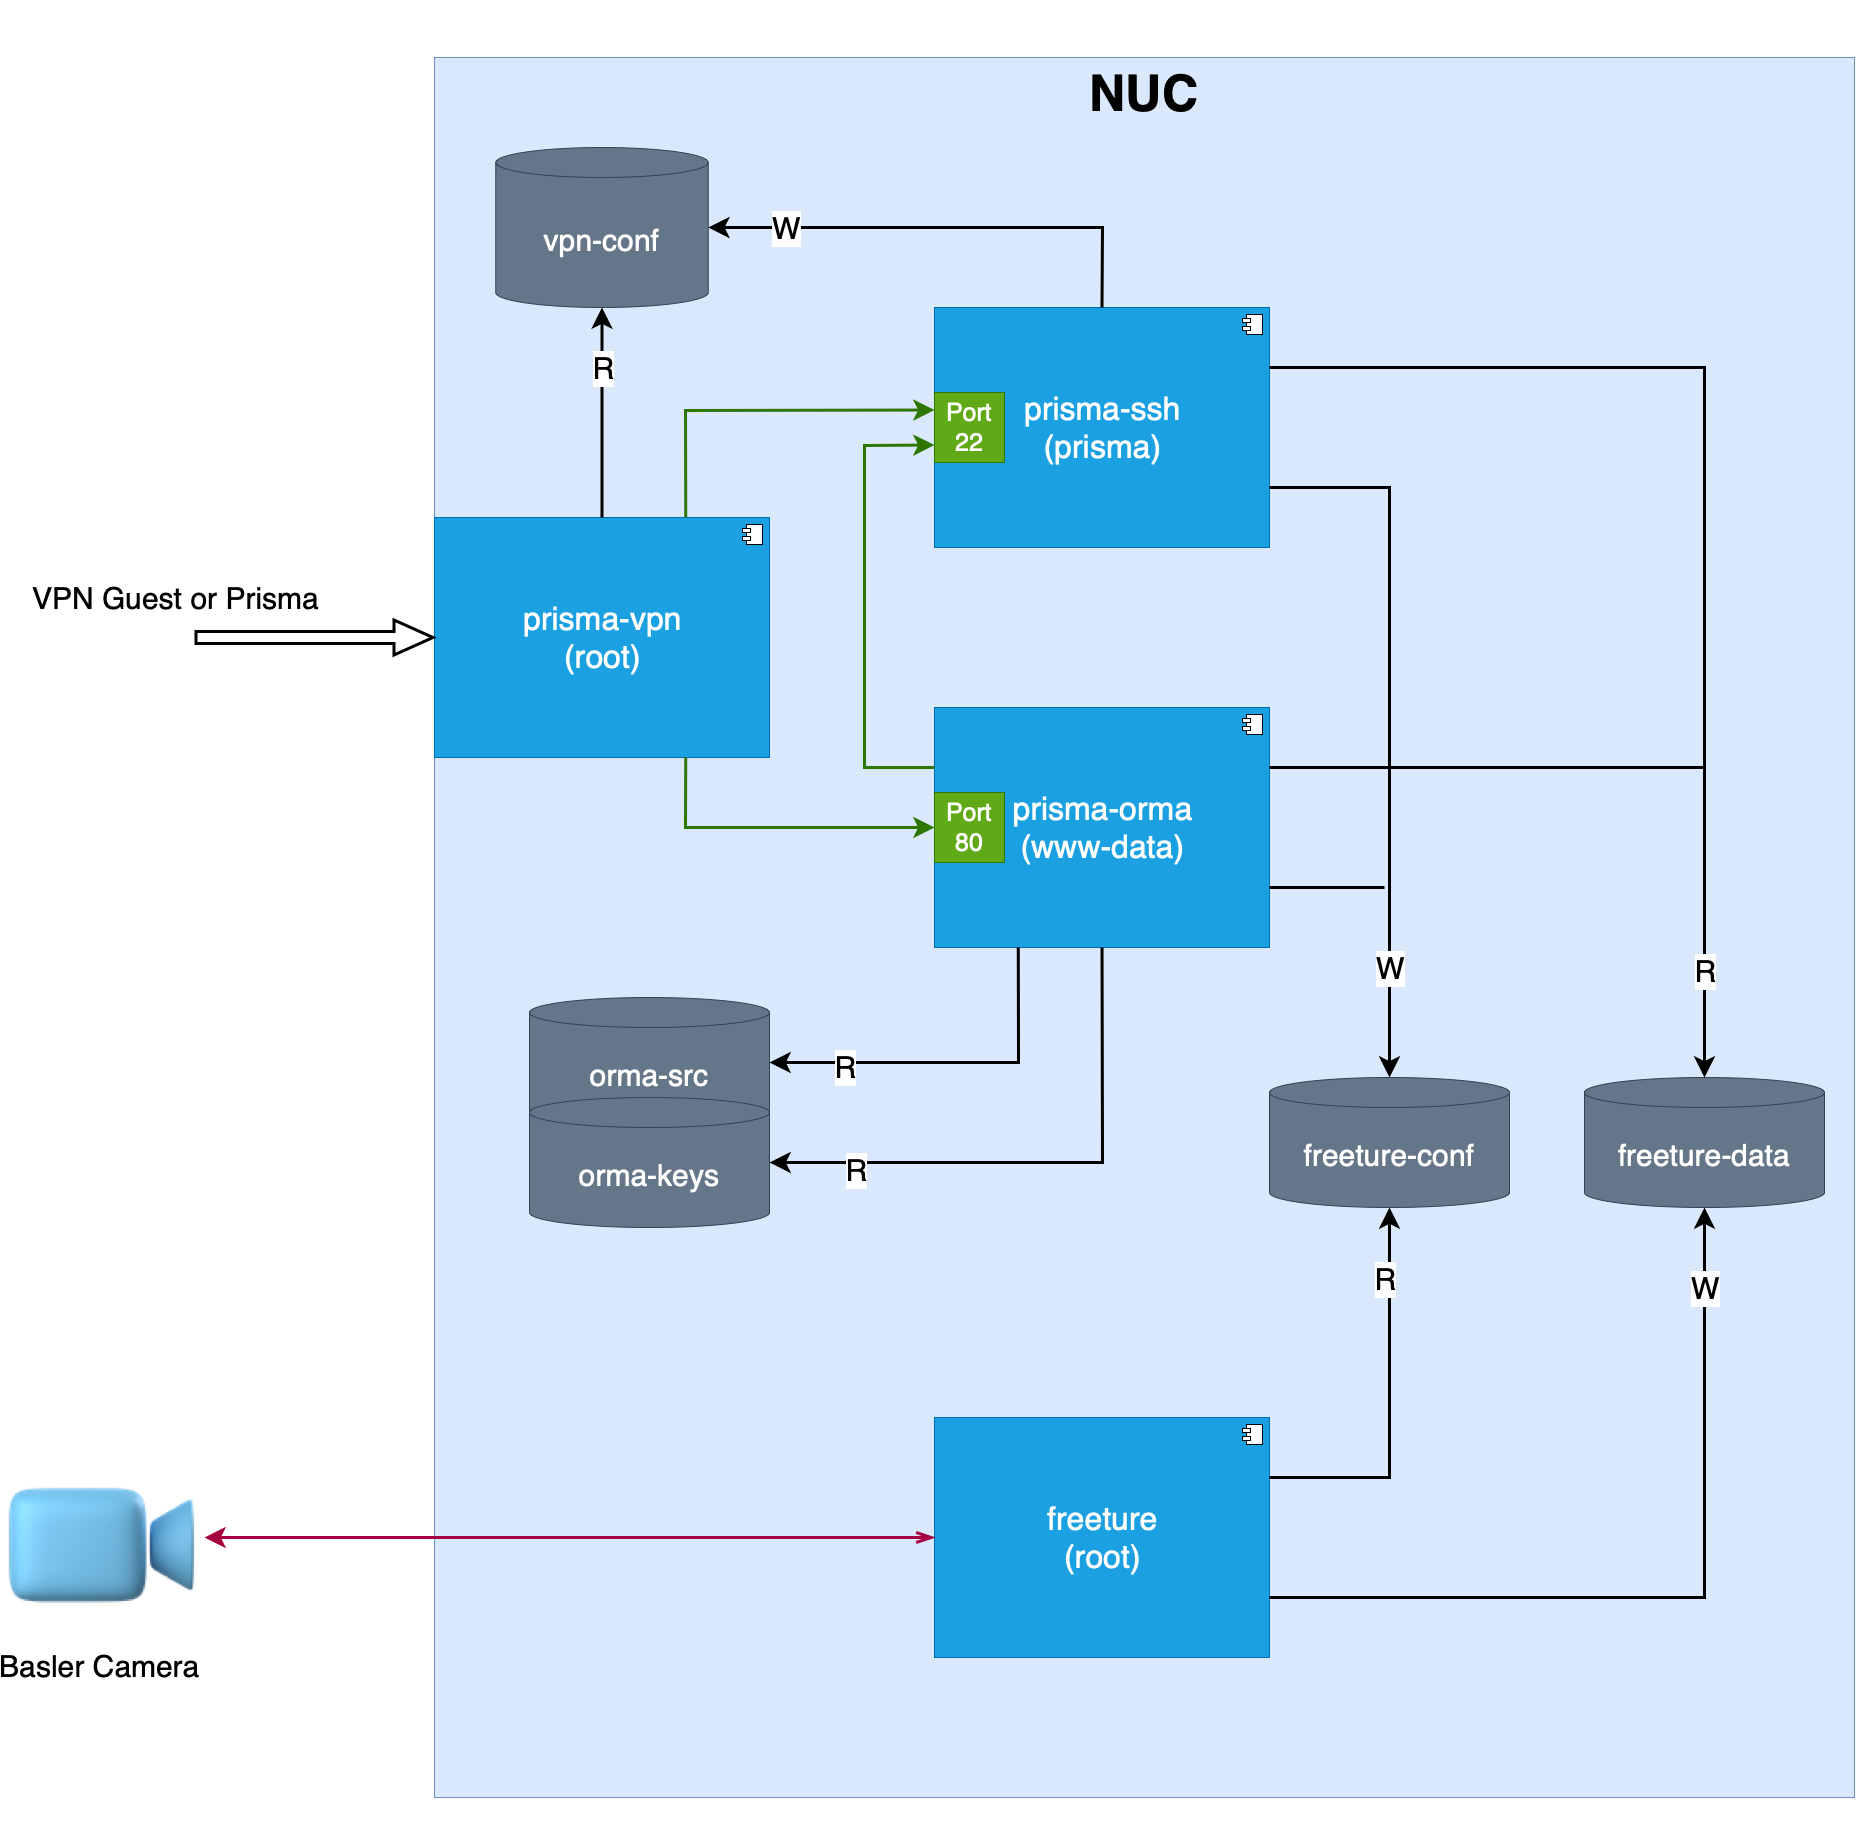 NUC
vpn-conf
W
R
Port
22
prisma-ssh
(prisma)
VPN Guest or Prisma
prisma-vpn
(root)
Port
80
prisma-orma
(www-data)
W
R
orma-src
R
orma-keys
R
freeture-conf
freeture-data
R
W
freeture
(root)
Basler Camera